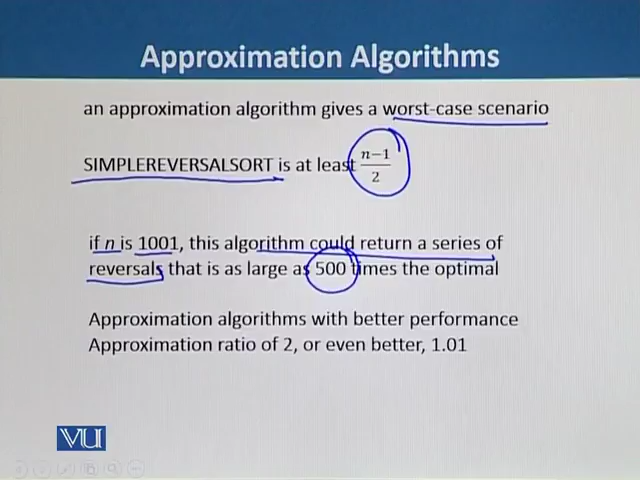 Approximation Algorithms
an approximation algorithm gives a worst-case scenario
SIMPLEREVERSALSORT is at least n−1/2
if n is 1001, this algorithm could return a series of
reversals that is as large as 500 times the optimal
Approximation algorithms with better performance
Approximation ratio of 2, or even better, 1.01
VU